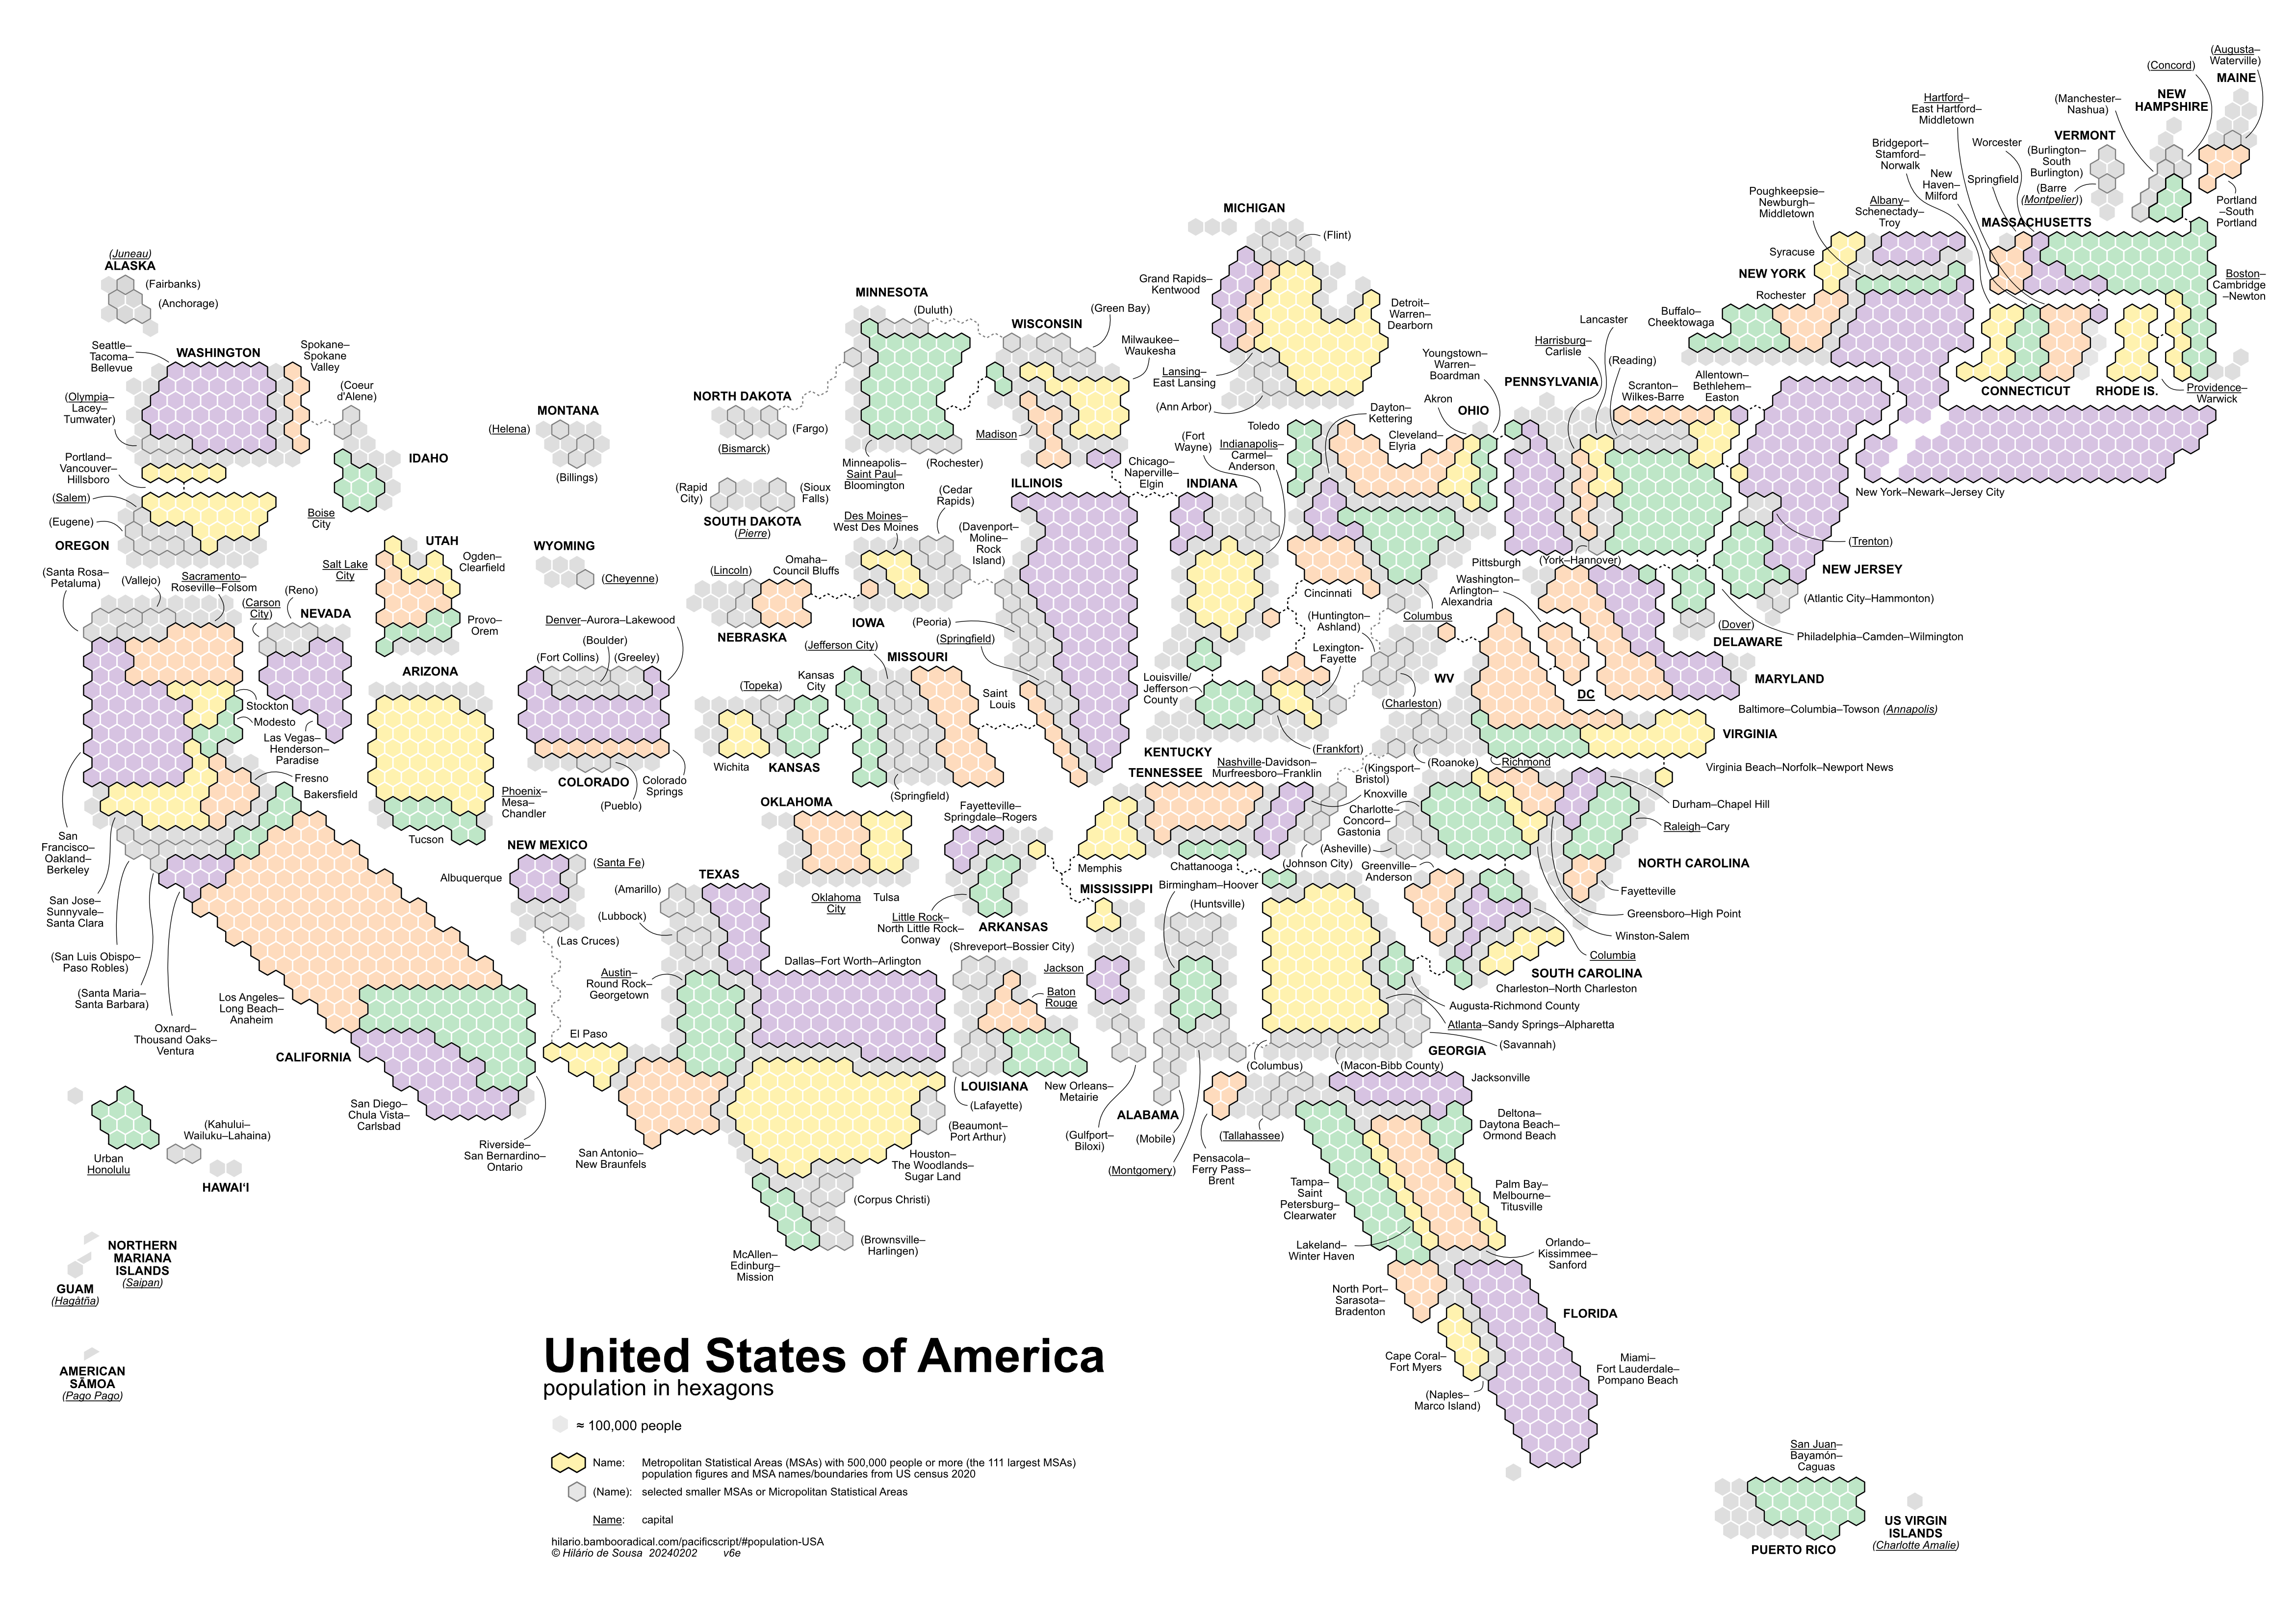 (Augusta–
Waterville)
MAINE
(Concord)
NEW
HAMPSHIRE
(Manchester–
Nashua)
VERMONT
(Burlington–
South
Burlington)
(Barre
(Montpelier))
Portland
–South
Portland
Hartford–
East Hartford–
Middletown
Worcester
Bridgeport–
Stamford–
Norwalk
New
Haven–
Milford
Springfield
MASSACHUSETTS
Boston–
Cambridge
–Newton
Poughkeepsie–
Newburgh–
Middletown
Albany–
Schenectady–
Troy
Syracuse
NEW YORK
Rochester
Buffalo–
Cheektowaga
CONNECTICUT
RHODE IS.
Providence–
Warwick
New York–Newark–Jersey City
MICHIGAN
(Flint)
Grand Rapids–
Kentwood
Detroit–
Warren–
Dearborn
Lansing–
East Lansing
(Ann Arbor)
(Juneau)
ALASKA
(Fairbanks)
(Anchorage)
Seattle–
Tacoma–
Bellevue
WASHINGTON
Spokane–
Spokane
Valley
(Coeur
d'Alene)
(Olympia–
Lacey–
Tumwater)
Portland–
Vancouver–
Hillsboro
(Salem)
(Eugene)
OREGON
IDAHO
Boise
City
MONTANA
(Helena)
(Billings)
NORTH DAKOTA
(Fargo)
(Bismarck)
(Rapid
City)
(Sioux
Falls)
SOUTH DAKOTA
(Pierre)
MINNESOTA
(Duluth)
Minneapolis–
Saint Paul–
Bloomington
(Rochester)
WISCONSIN
(Green Bay)
Milwaukee–
Waukesha
Madison
Chicago–
Naperville–
Elgin
ILLINOIS
INDIANA
(Fort
Wayne)
Indianapolis–
Carmel–
Anderson
Toledo
Dayton–
Kettering
Cleveland–
Elyria
Akron
Youngstown–
Warren–
Boardman
OHIO
Cincinnati
Columbus
PENNSYLVANIA
Harrisburg–
Carlisle
Lancaster
(Reading)
Scranton–
Wilkes-Barre
Allentown–
Bethlehem–
Easton
Pittsburgh
(York–Hannover)
(Trenton)
NEW JERSEY
(Atlantic City–Hammonton)
Philadelphia–Camden–Wilmington
(Dover)
DELAWARE
MARYLAND
Baltimore–Columbia–Towson (Annapolis)
Washington–
Arlington–
Alexandria
DC
VIRGINIA
Virginia Beach–Norfolk–Newport News
Richmond
(Roanoke)
(Huntington–
Ashland)
WV
(Charleston)
Lexington-
Fayette
Louisville/
Jefferson
County
(Frankfort)
KENTUCKY
(Santa Rosa–
Petaluma)
(Vallejo)
Sacramento–
Roseville–Folsom
(Carson
City)
(Reno)
NEVADA
Stockton
Modesto
Las Vegas–
Henderson–
Paradise
Fresno
Bakersfield
San
Francisco–
Oakland–
Berkeley
San Jose–
Sunnyvale–
Santa Clara
(San Luis Obispo–
Paso Robles)
(Santa Maria–
Santa Barbara)
Oxnard–
Thousand Oaks–
Ventura
Los Angeles–
Long Beach–
Anaheim
CALIFORNIA
San Diego–
Chula Vista–
Carlsbad
Riverside–
San Bernardino–
Ontario
UTAH
Ogden–
Clearfield
Salt Lake
City
Provo–
Orem
ARIZONA
Phoenix–
Mesa–
Chandler
Tucson
WYOMING
(Cheyenne)
Denver–Aurora–Lakewood
(Boulder)
(Fort Collins)
(Greeley)
COLORADO
Colorado
Springs
(Pueblo)
(Lincoln)
Omaha–
Council Bluffs
NEBRASKA
Des Moines–
West Des Moines
(Cedar
Rapids)
(Davenport–
Moline–
Rock
Island)
IOWA
(Peoria)
(Springfield)
(Jefferson City)
MISSOURI
Saint
Louis
Kansas
City
(Topeka)
Wichita
KANSAS
(Springfield)
OKLAHOMA
Oklahoma
City
Tulsa
Fayetteville–
Springdale–Rogers
Little Rock–
North Little Rock–
Conway
ARKANSAS
TENNESSEE
Nashville-Davidson–
Murfreesboro–Franklin
Memphis
Chattanooga
Knoxville
(Kingsport–
Bristol)
(Johnson City)
Charlotte–
Concord–
Gastonia
(Asheville)
Durham–Chapel Hill
Raleigh–Cary
NORTH CAROLINA
Fayetteville
Greensboro–High Point
Winston-Salem
Greenville–
Anderson
Columbia
SOUTH CAROLINA
Charleston–North Charleston
Augusta-Richmond County
Atlanta–Sandy Springs–Alpharetta
(Savannah)
GEORGIA
(Columbus)
(Macon-Bibb County)
MISSISSIPPI
Jackson
(Gulfport–
Biloxi)
Birmingham–Hoover
(Huntsville)
ALABAMA
(Mobile)
(Montgomery)
NEW MEXICO
(Santa Fe)
Albuquerque
(Las Cruces)
TEXAS
(Amarillo)
(Lubbock)
Dallas–Fort Worth–Arlington
Austin–
Round Rock–
Georgetown
El Paso
San Antonio–
New Braunfels
Houston–
The Woodlands–
Sugar Land
(Beaumont–
Port Arthur)
(Corpus Christi)
(Brownsville–
Harlingen)
McAllen–
Edinburg–
Mission
(Shreveport–Bossier City)
Baton
Rouge
LOUISIANA
New Orleans–
Metairie
(Lafayette)
Pensacola–
Ferry Pass–
Brent
(Tallahassee)
Jacksonville
Deltona–
Daytona Beach–
Ormond Beach
Tampa–
Saint
Petersburg–
Clearwater
Palm Bay–
Melbourne–
Titusville
Lakeland–
Winter Haven
Orlando–
Kissimmee–
Sanford
North Port–
Sarasota–
Bradenton
FLORIDA
Cape Coral–
Fort Myers
(Naples–
Marco Island)
Miami–
Fort Lauderdale–
Pompano Beach
Urban
Honolulu
(Kahului–
Wailuku–Lahaina)
HAWAIʻI
NORTHERN
MARIANA
ISLANDS
(Saipan)
GUAM
(Hagåtña)
AMERICAN
SĀMOA
(Pago Pago)
San Juan–
Bayamón–
Caguas
PUERTO RICO
US VIRGIN
ISLANDS
(Charlotte Amalie)
United States of America
population in hexagons
≈ 100,000 people
Name: Metropolitan Statistical Areas (MSAs) with 500,000 people or more (the 111 largest MSAs)
population figures and MSA names/boundaries from US census 2020
(Name): selected smaller MSAs or Micropolitan Statistical Areas
Name: capital
hilario.bambooradical.com/pacificscript/#population-USA
© Hilário de Sousa 20240202 v6e